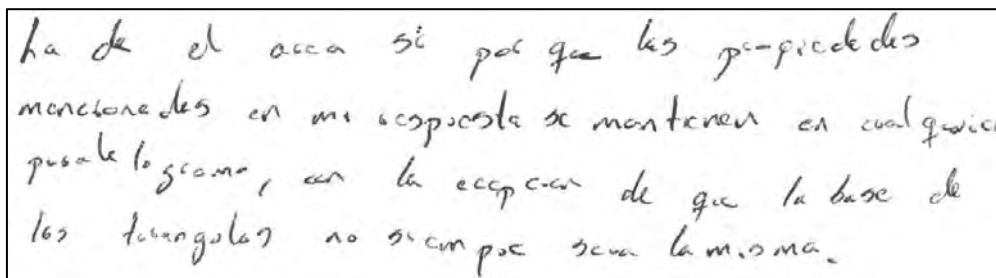 La de el area si por que las propiedades
mencionadas en mi respuesta se mantienen en cualquier
paralelogramo, con la ecepcion de que la base de
los triangulos no siempre sera la misma.